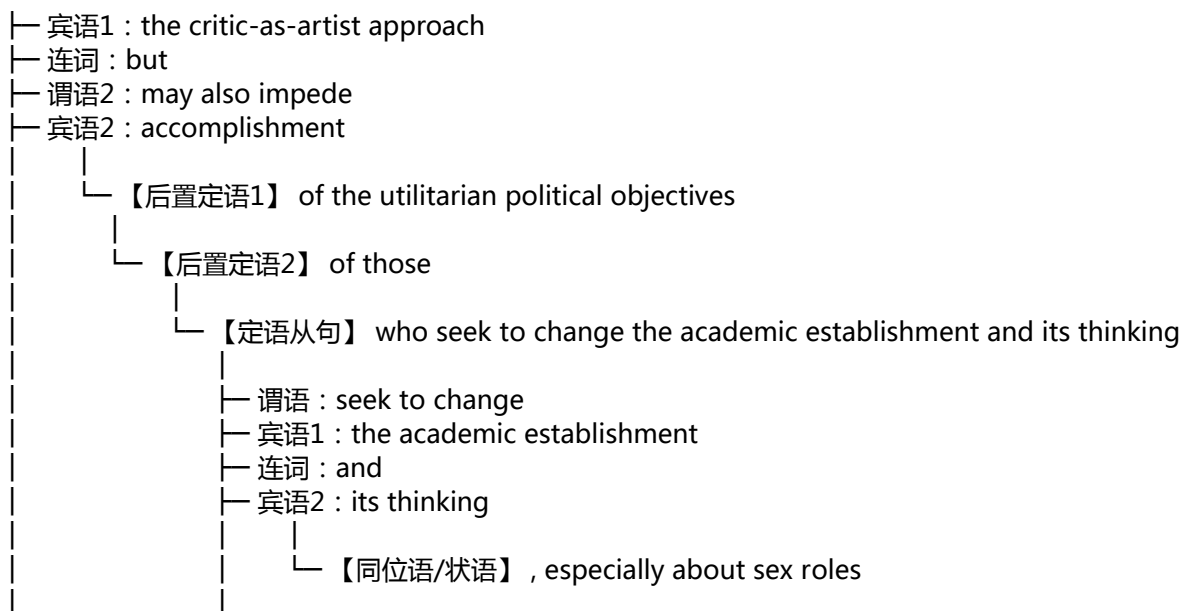 宾语1：the critic-as-artist approach
连词：but
谓语2：may also impede
宾语2：accomplishment
【后置定语1】 of the utilitarian political objectives
【后置定语2】 of those
【定语从句】 who seek to change the academic establishment and its thinking
谓语：seek to change
宾语1：the academic establishment
连词：and
宾语2：its thinking
【同位语/状语】 , especially about sex roles